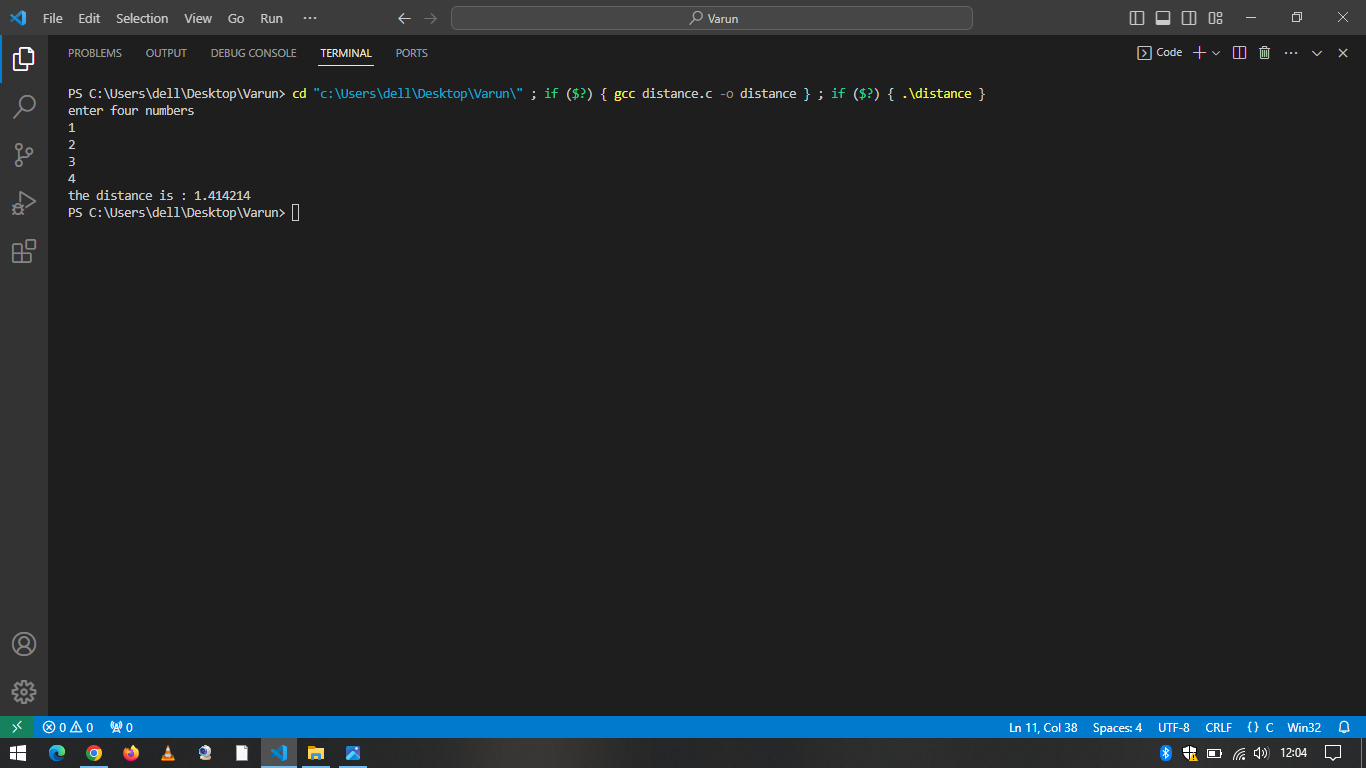 File Edit Selection View Go Run ··· Varun
PROBLEMS OUTPUT DEBUG CONSOLE TERMINAL PORTS Code
PS C:\Users\dell\Desktop\Varun> cd "c:\Users\dell\Desktop\Varun\" ; if ($?) { gcc distance.c -o distance } ; if ($?) { .\distance }
enter four numbers
1
2
3
4
the distance is : 1.414214
PS C:\Users\dell\Desktop\Varun>
0 0 0 Ln 11, Col 38 Spaces: 4 UTF-8 CRLF {} C Win32
12:04